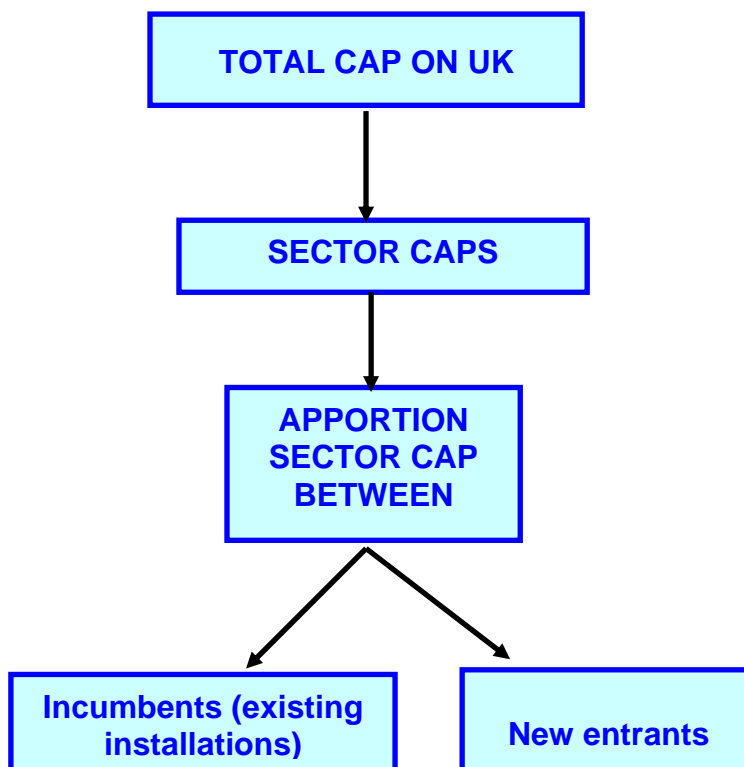 TOTAL CAP ON UK
SECTOR CAPS
APPORTION
SECTOR CAP
BETWEEN
Incumbents (existing
installations)
New entrants